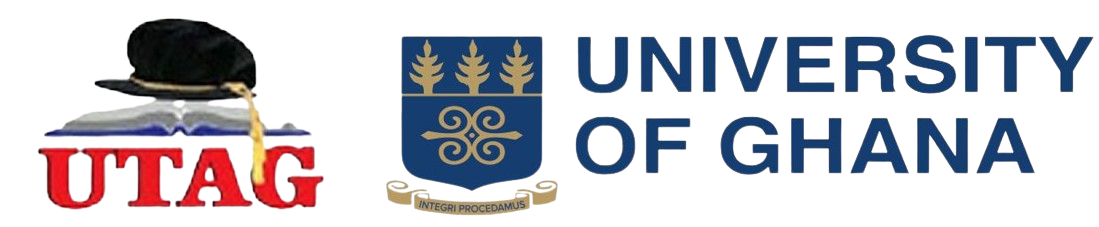 UTAG
UNIVERSITY
OF GHANA
INTEGRI PROCEDAMUS